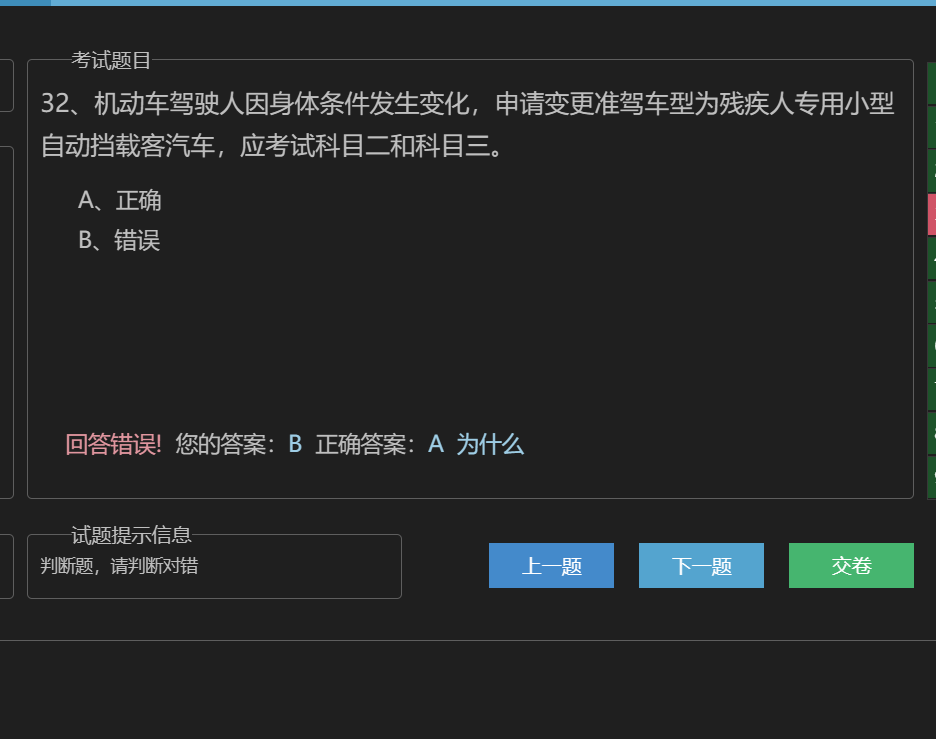 考试题目
32、机动车驾驶人因身体条件发生变化，申请变更准驾车型为残疾人专用小型
自动挡载客汽车，应考试科目二和科目三。
A、正确
B、错误
回答错误! 您的答案：B 正确答案：A 为什么
试题提示信息
判断题，请判断对错
上一题
下一题
交卷